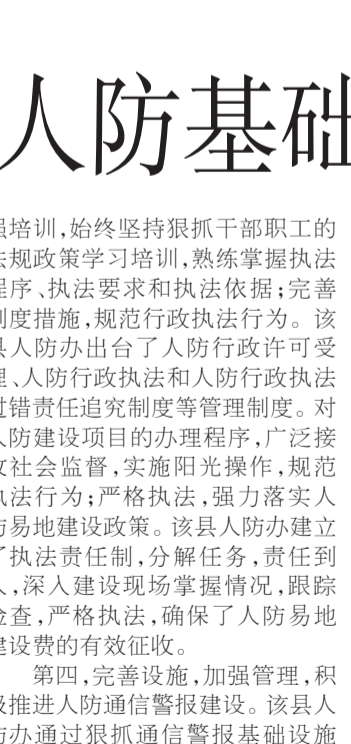 人防基础
强培训,始终坚持狠抓干部职工的
法规政策学习培训,熟练掌握执法
程序、执法要求和执法依据;完善
制度措施,规范行政执法行为。该
县人防办出台了人防行政许可受
理、人防行政执法和人防行政执法
过错责任追究制度等管理制度。对
人防建设项目的办理程序,广泛接
收社会监督,实施阳光操作,规范
执法行为;严格执法,强力落实人
防易地建设政策。该县人防办建立
了执法责任制,分解任务,责任到
人,深入建设现场掌握情况,跟踪
检查,严格执法,确保了人防易地
建设费的有效征收。
第四,完善设施,加强管理,积
极推进人防通信警报建设。该县人
防办通过狠抓通信警报基础设施